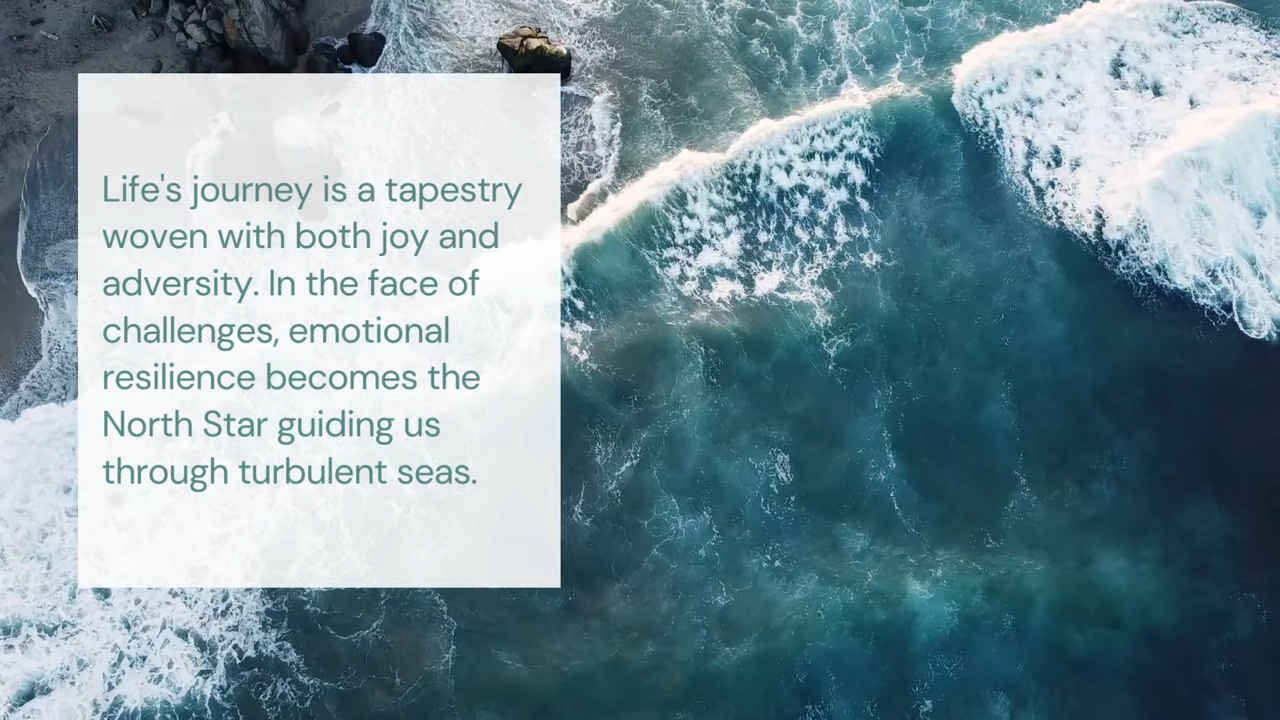 Life's journey is a tapestry
woven with both joy and
adversity. In the face of
challenges, emotional
resilience becomes the
North Star guiding us
through turbulent seas.